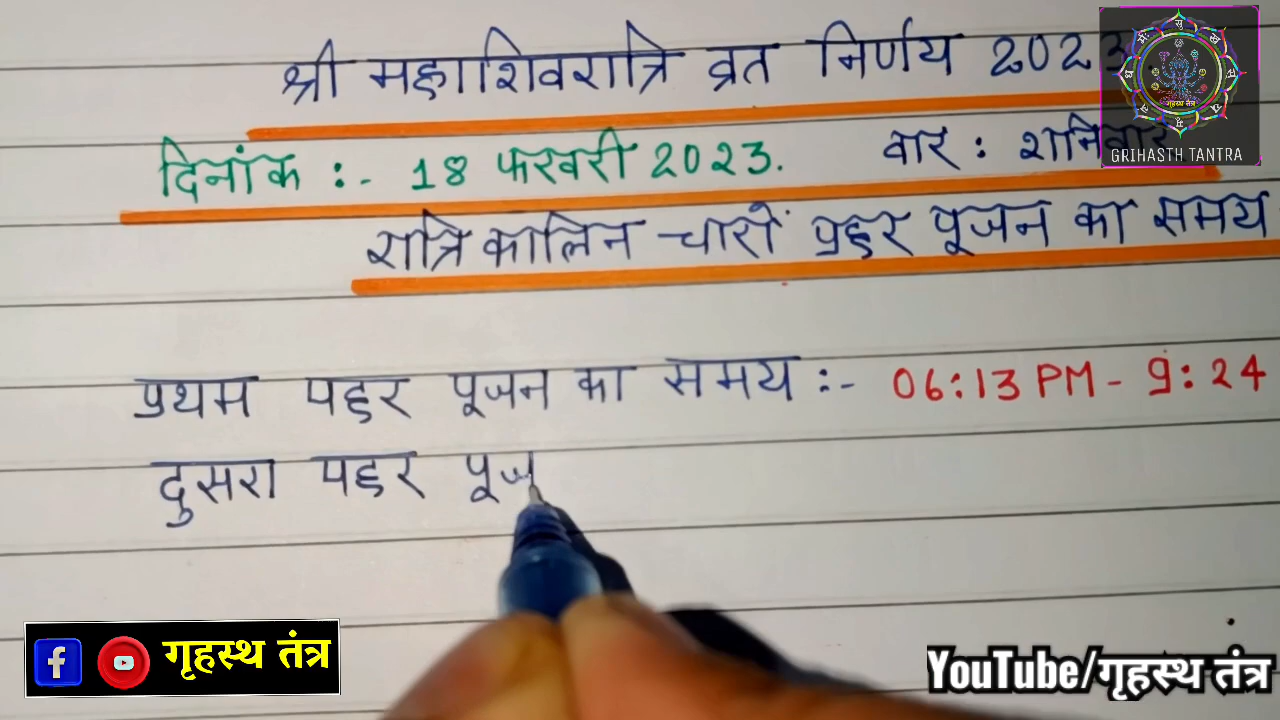 श्री महाशिवरात्रि व्रत निर्णय 2023
GRIHASTH TANTRA
दिनांक :- 18 फरवरी 2023. वार : शनिवार
रात्रि कालिन चारों प्रहर पूजन का समय
प्रथम पहर पूजन का समय :- 06:13 PM - 9:24
दुसरा पहर पूज
गृहस्थ तंत्र
YouTube/गृहस्थ तंत्र